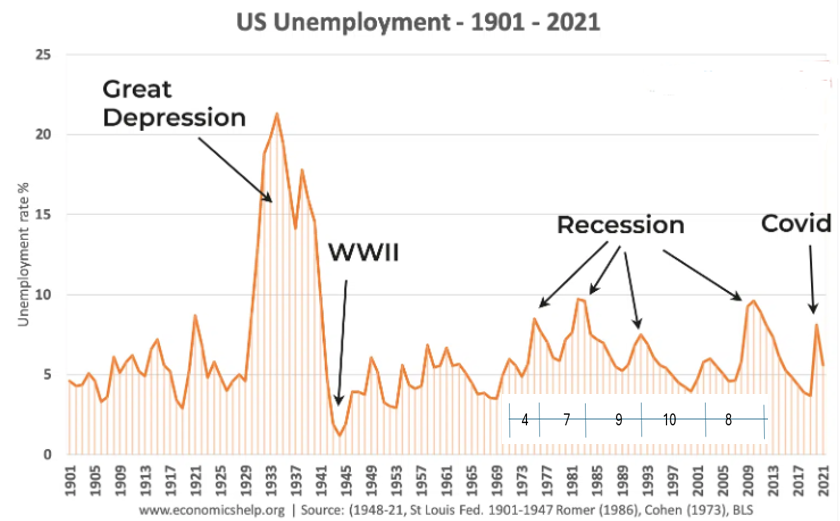 US Unemployment - 1901 - 2021
25
Great
Depression
20
15
Recession
Covid
WWII
Unemployment rate %
10
5
4 7 9 10 8
0
1901 1905 1909 1913 1917 1921 1925 1929 1933 1937 1941 1945 1949 1953 1957 1961 1965 1969 1973 1977 1981 1985 1989 1993 1997 2001 2005 2009 2013 2017 2021
www.economicshelp.org | Source: (1948-21, St Louis Fed. 1901-1947 Romer (1986), Cohen (1973), BLS